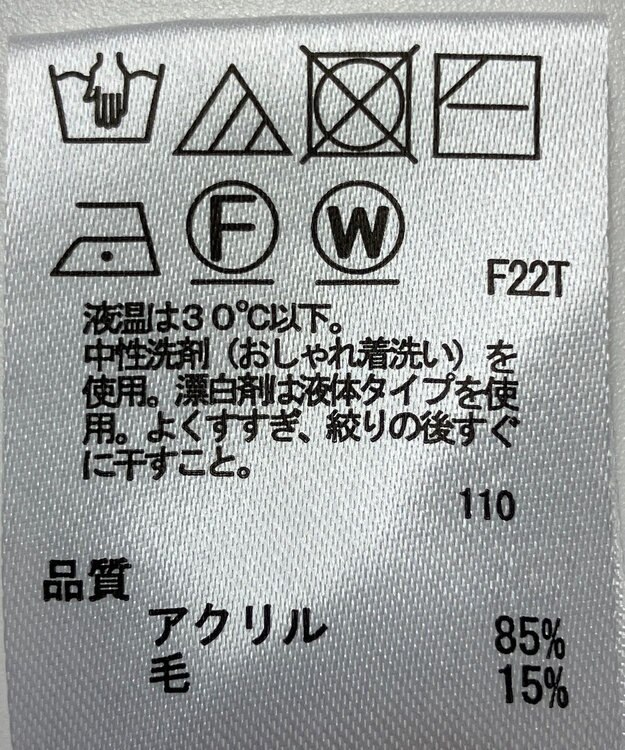 F W
F22T
液温は30℃以下。
中性洗剤（おしゃれ着洗い）を
使用。漂白剤は液体タイプを使
用。よくすすぎ、絞りの後すぐ
に干すこと。
110
品質
アクリル 85%
毛 15%